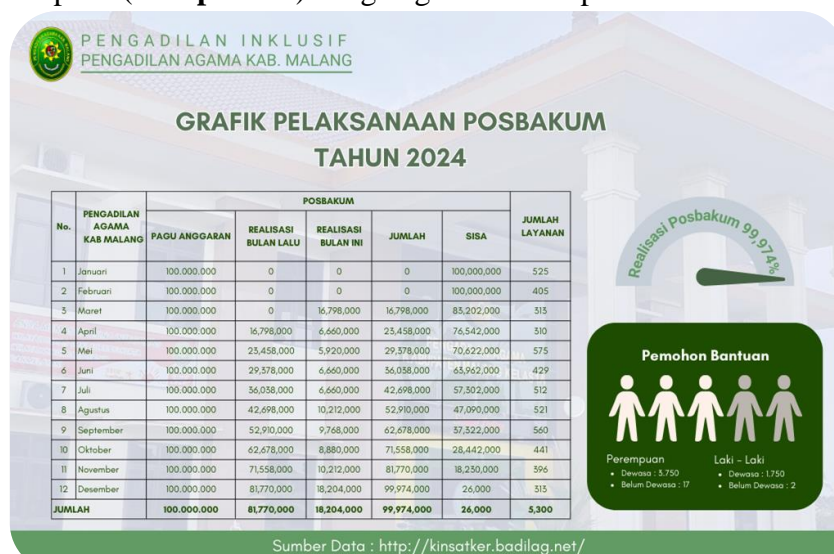 PENGADILAN INKLUSIF
PENGADILAN AGAMA KAB. MALANG
GRAFIK PELAKSANAAN POSBAKUM
TAHUN 2024
No. PENGADILAN AGAMA KAB MALANG POSBAKUM JUMLAH LAYANAN
PAGU ANGGARAN REALISASI BULAN LALU REALISASI BULAN INI JUMLAH SISA
1 Januari 100.000.000 0 0 0 100,000,000 525
2 Februari 100.000.000 0 0 0 100,000,000 405
3 Maret 100.000.000 0 16,798,000 16,798,000 83,202,000 313
4 April 100.000.000 16,798,000 6,660,000 23,458,000 76,542,000 310
5 Mei 100.000.000 23,458,000 5,920,000 29,378,000 70,622,000 575
6 Juni 100.000.000 29,378,000 6,660,000 36,038,000 63,962,000 429
7 Juli 100.000.000 36,038,000 6,660,000 42,698,000 57,302,000 512
8 Agustus 100.000.000 42,698,000 10,212,000 52,910,000 47,090,000 521
9 September 100.000.000 52,910,000 9,768,000 62,678,000 37,322,000 560
10 Oktober 100.000.000 62,678,000 8,880,000 71,558,000 28,442,000 441
11 November 100.000.000 71,558,000 10,212,000 81,770,000 18,230,000 396
12 Desember 100.000.000 81,770,000 18,204,000 99,974,000 26,000 313
JUMLAH 100.000.000 81,770,000 18,204,000 99,974,000 26,000 5,300
Realisasi Posbakum 99,974%
Pemohon Bantuan
Perempuan
• Dewasa : 3.750
• Belum Dewasa : 17
Laki - Laki
• Dewasa : 1.750
• Belum Dewasa : 2
Sumber Data : http://kinsatker.badilag.net/